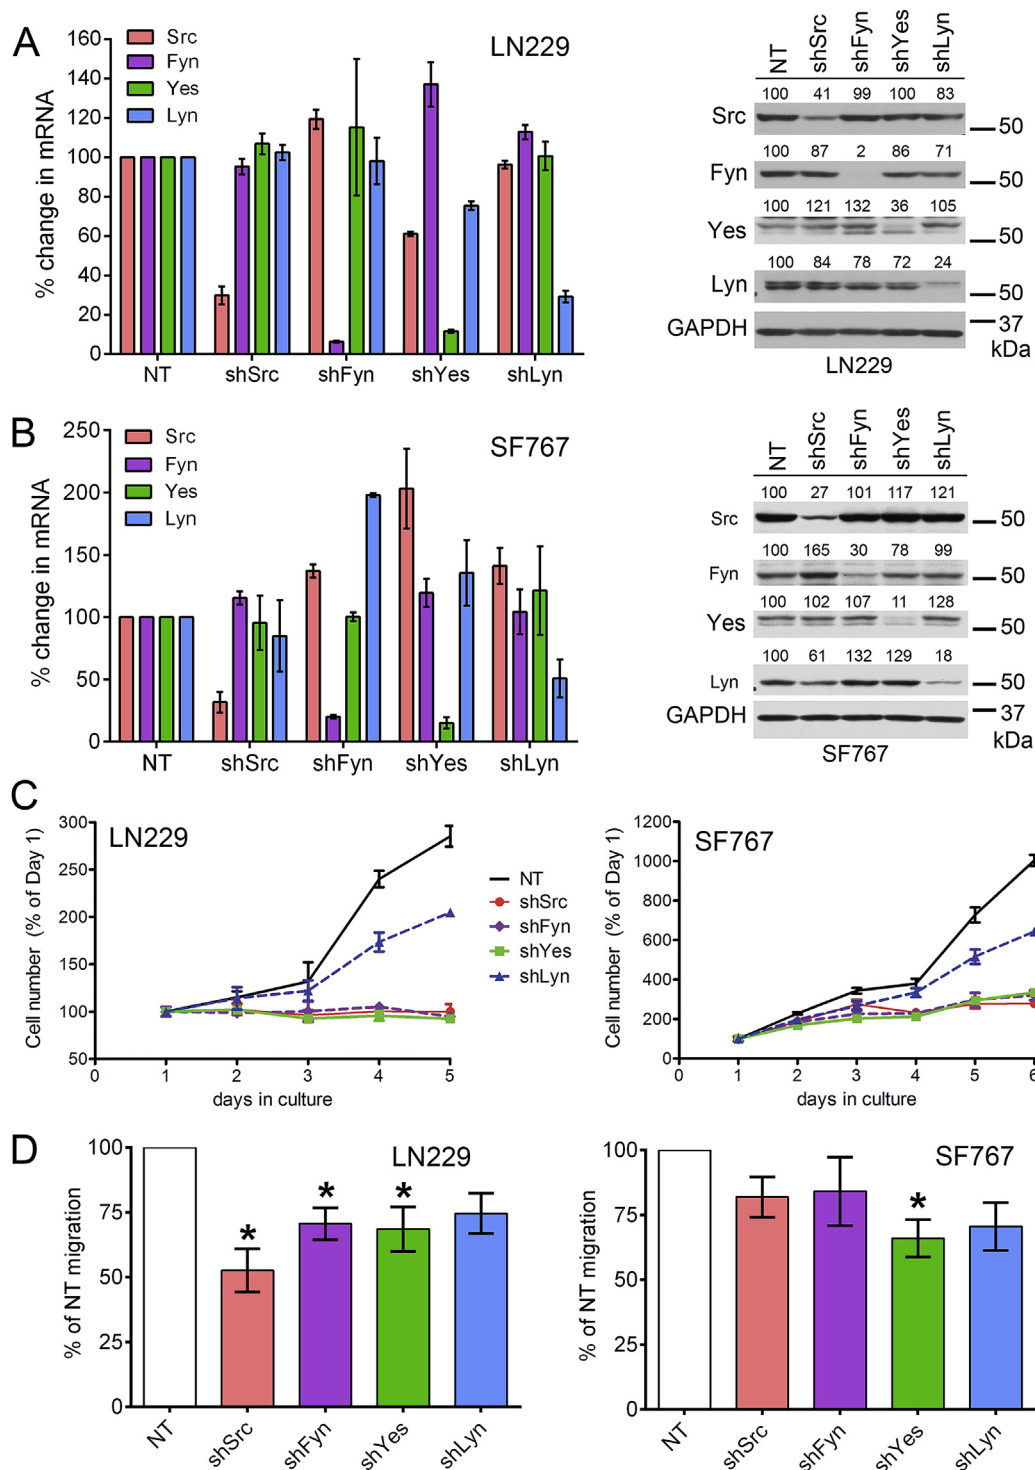 A
LN229
% change in mRNA
160
140
120
100
80
60
40
20
0
Src
Fyn
Yes
Lyn
NT shSrc shFyn shYes shLyn
NT shSrc shFyn shYes shLyn
100 41 99 100 83
Src 50
100 87 2 86 71
Fyn 50
100 121 132 36 105
Yes 50
100 84 78 72 24
Lyn 50
GAPDH 37
kDa
LN229
B
SF767
% change in mRNA
250
200
150
100
50
0
Src
Fyn
Yes
Lyn
NT shSrc shFyn shYes shLyn
NT shSrc shFyn shYes shLyn
100 27 101 117 121
Src 50
100 165 30 78 99
Fyn 50
100 102 107 11 128
Yes 50
100 61 132 129 18
Lyn 50
GAPDH 37
kDa
SF767
C
LN229
Cell number (% of Day 1)
300
250
200
150
100
50
0 1 2 3 4 5
days in culture
NT
shSrc
shFyn
shYes
shLyn
SF767
Cell number (% of Day 1)
1200
1000
800
600
400
200
0
0 1 2 3 4 5 6
days in culture
D
LN229
% of NT migration
100
75
50
25
0
* * *
NT shSrc shFyn shYes shLyn
SF767
% of NT migration
100
75
50
25
0
*
NT shSrc shFyn shYes shLyn